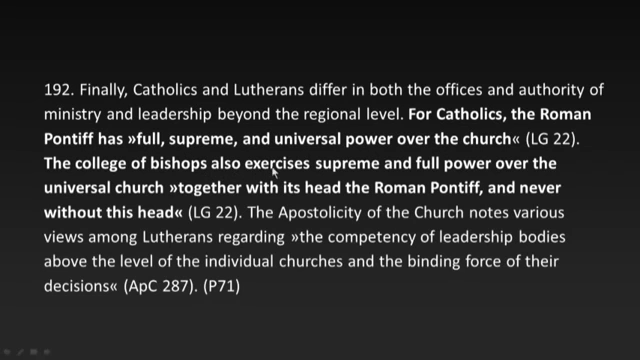 192. Finally, Catholics and Lutherans differ in both the offices and authority of
ministry and leadership beyond the regional level. For Catholics, the Roman
Pontiff has »full, supreme, and universal power over the church« (LG 22).
The college of bishops also exercises supreme and full power over the
universal church »together with its head the Roman Pontiff, and never
without this head« (LG 22). The Apostolicity of the Church notes various
views among Lutherans regarding »the competency of leadership bodies
above the level of the individual churches and the binding force of their
decisions« (ApC 287). (P71)